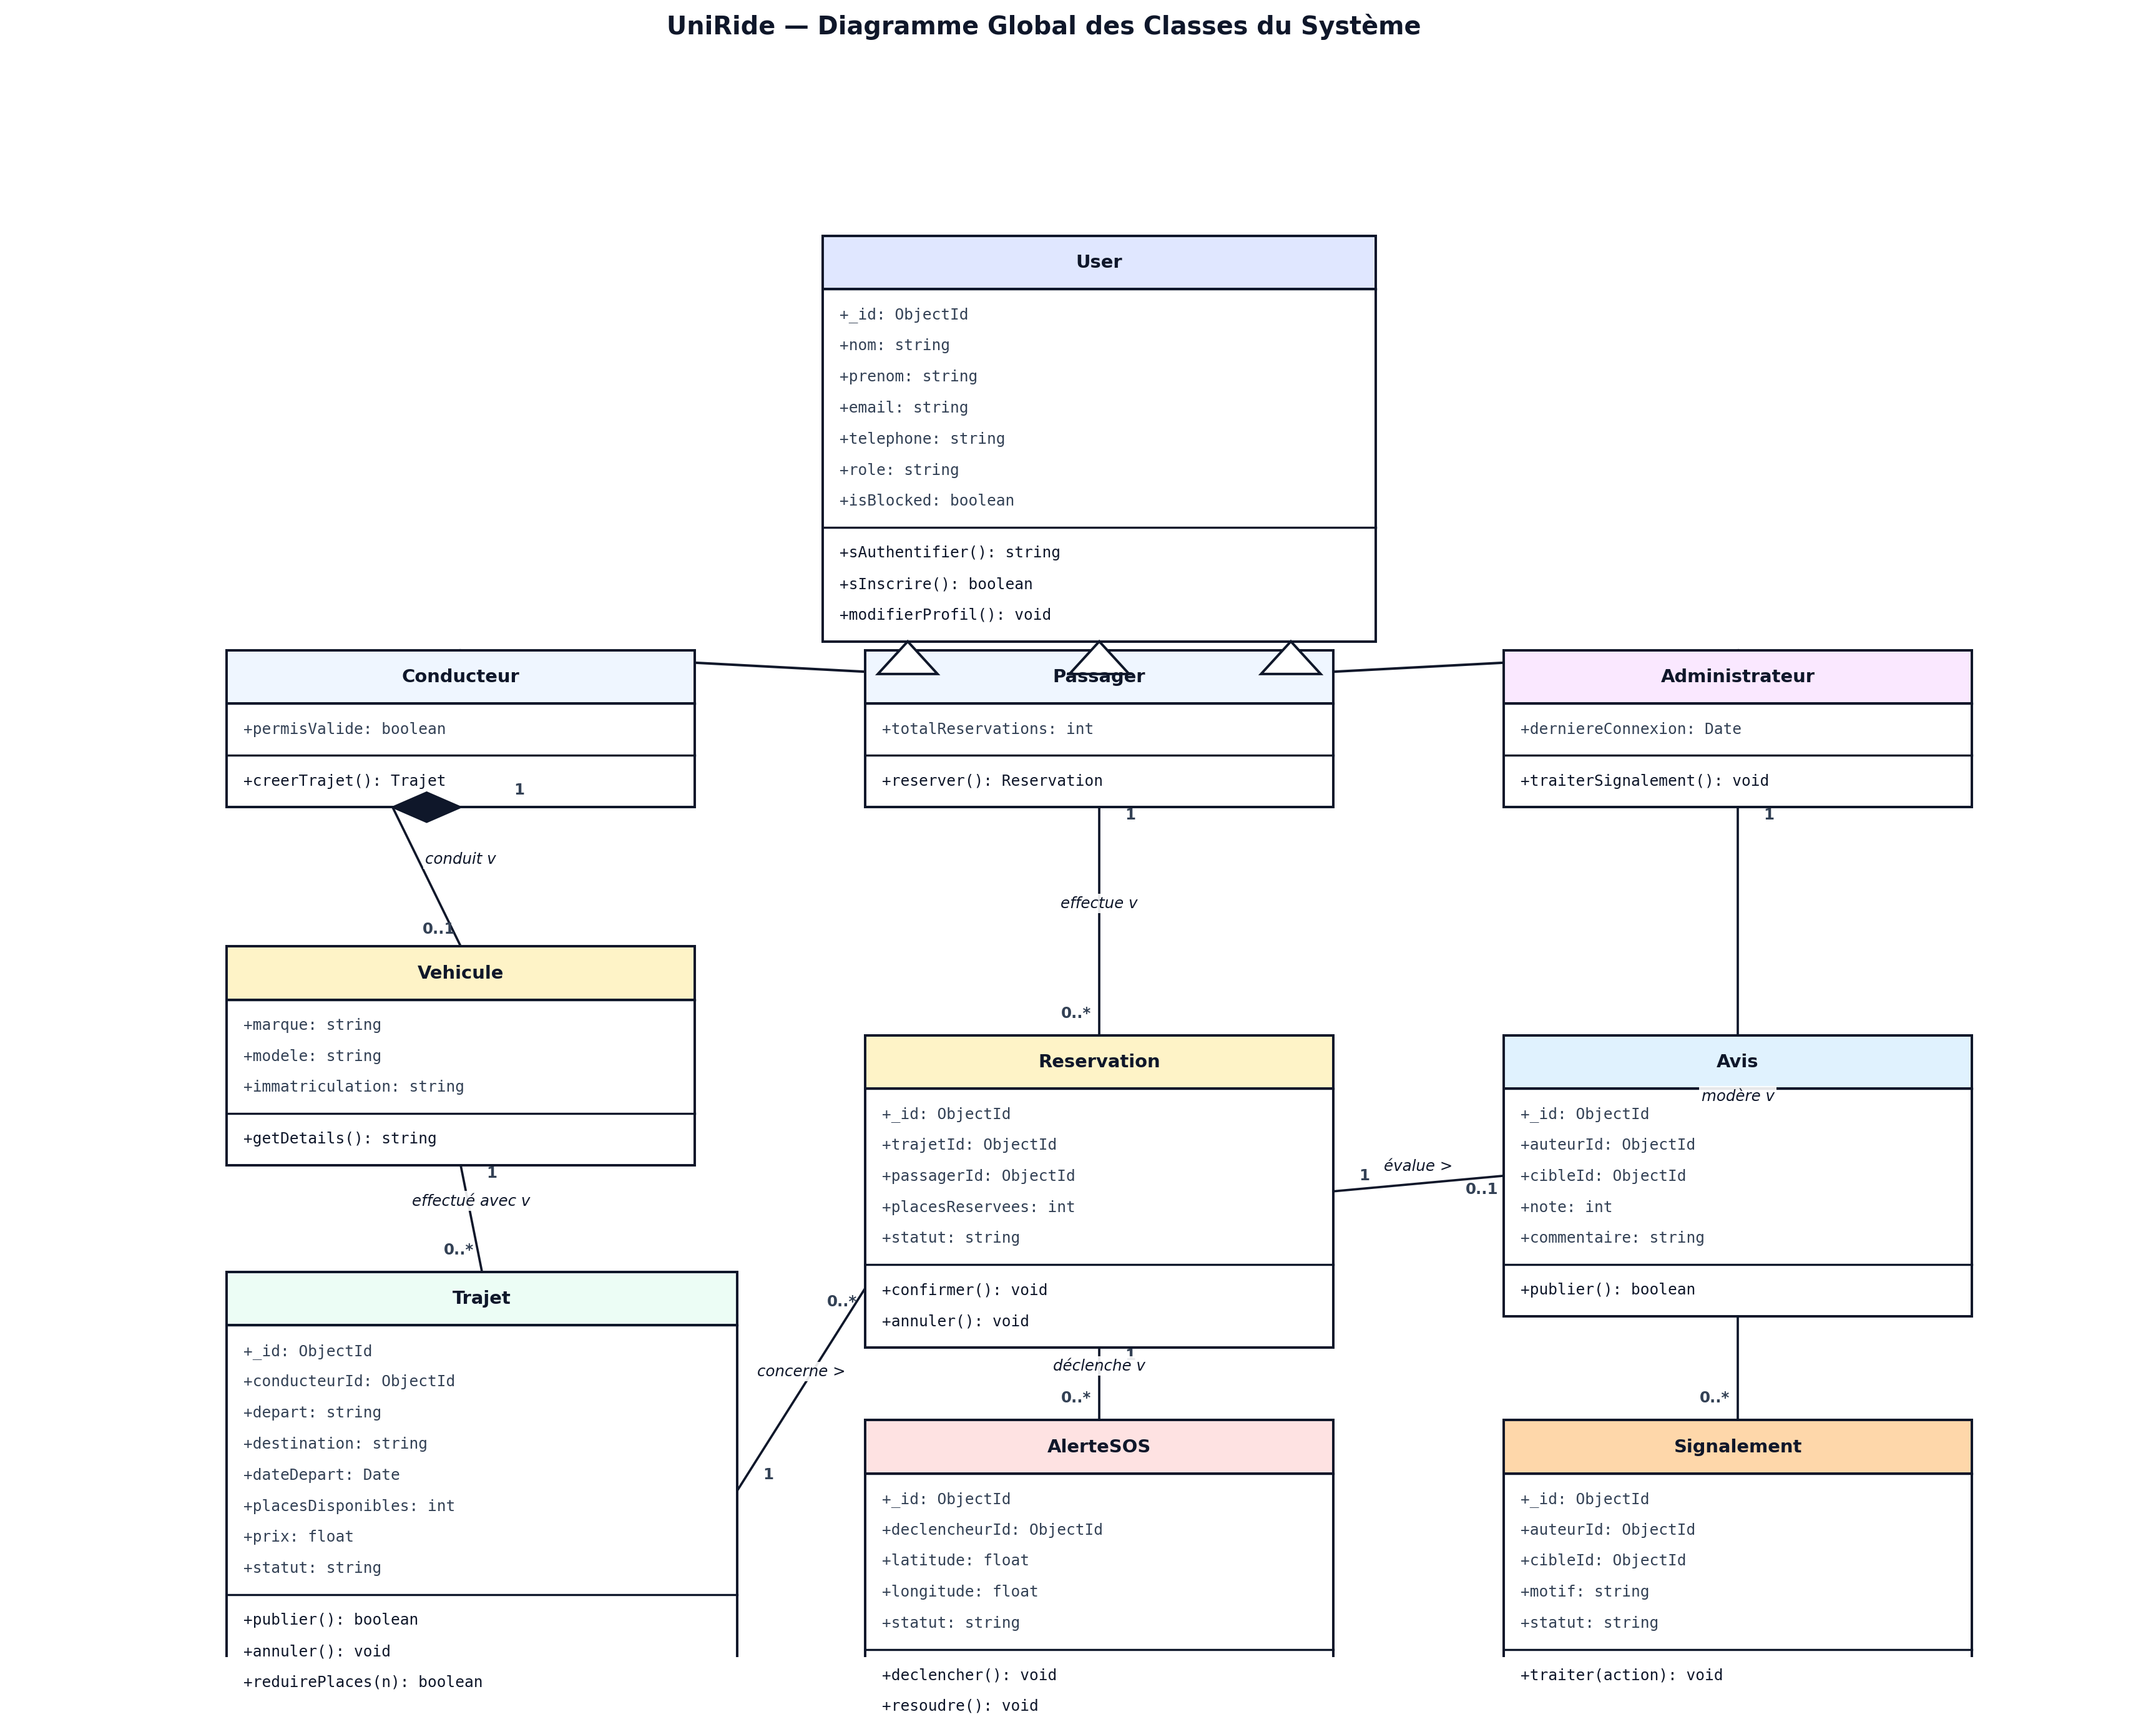 UniRide — Diagramme Global des Classes du Système
User
+_id: ObjectId
+nom: string
+prenom: string
+email: string
+telephone: string
+role: string
+isBlocked: boolean
+sAuthentifier(): string
+sInscrire(): boolean
+modifierProfil(): void
Conducteur
+permisValide: boolean
+creerTrajet(): Trajet
1
Passager
+totalReservations: int
+reserver(): Reservation
1
Administrateur
+derniereConnexion: Date
+traiterSignalement(): void
1
conduit v
0..1
effectue v
0..*
Vehicule
+marque: string
+modele: string
+immatriculation: string
+getDetails(): string
1
effectué avec v
0..*
Reservation
+_id: ObjectId
+trajetId: ObjectId
+passagerId: ObjectId
+placesReservees: int
+statut: string
+confirmer(): void
+annuler(): void
1
évalue >
0..1
Avis
modère v
+_id: ObjectId
+auteurId: ObjectId
+cibleId: ObjectId
+note: int
+commentaire: string
+publier(): boolean
Trajet
+_id: ObjectId
+conducteurId: ObjectId
+depart: string
+destination: string
+dateDepart: Date
+placesDisponibles: int
+prix: float
+statut: string
+publier(): boolean
+annuler(): void
+reduirePlaces(n): boolean
0..*
concerne >
1
1
déclenche v
0..*
AlerteSOS
+_id: ObjectId
+declencheurId: ObjectId
+latitude: float
+longitude: float
+statut: string
+declencher(): void
+resoudre(): void
0..*
Signalement
+_id: ObjectId
+auteurId: ObjectId
+cibleId: ObjectId
+motif: string
+statut: string
+traiter(action): void